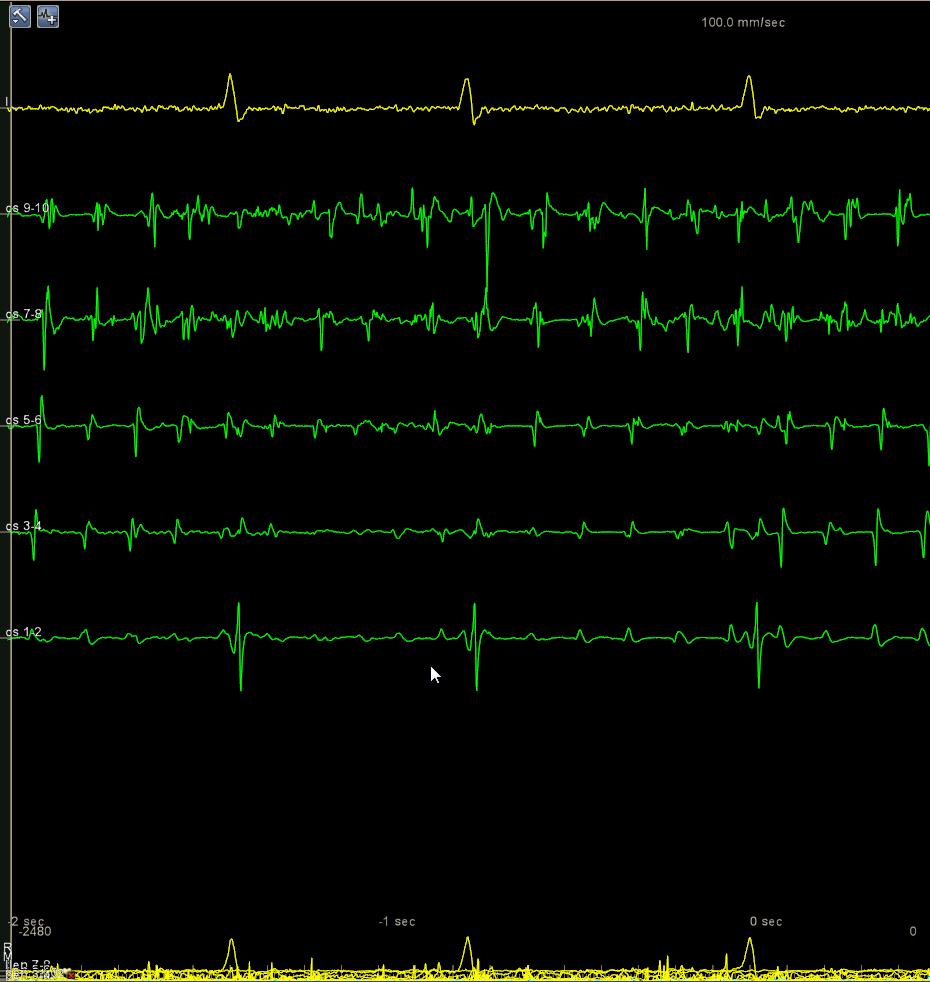 100.0 mm/sec
I
cs 9-10
cs 7-8
cs 5-6
cs 3-4
cs 1-2
-2 sec
-1 sec
0 sec
-2480
0